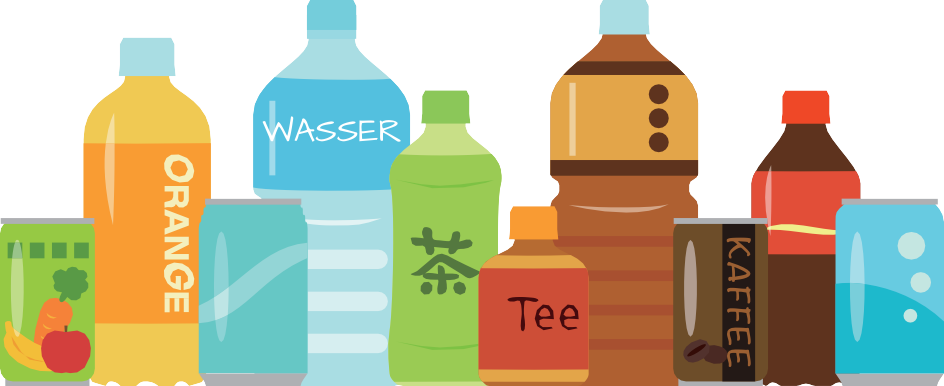 ORANGE
WASSER
茶
Tee
KAFFEE